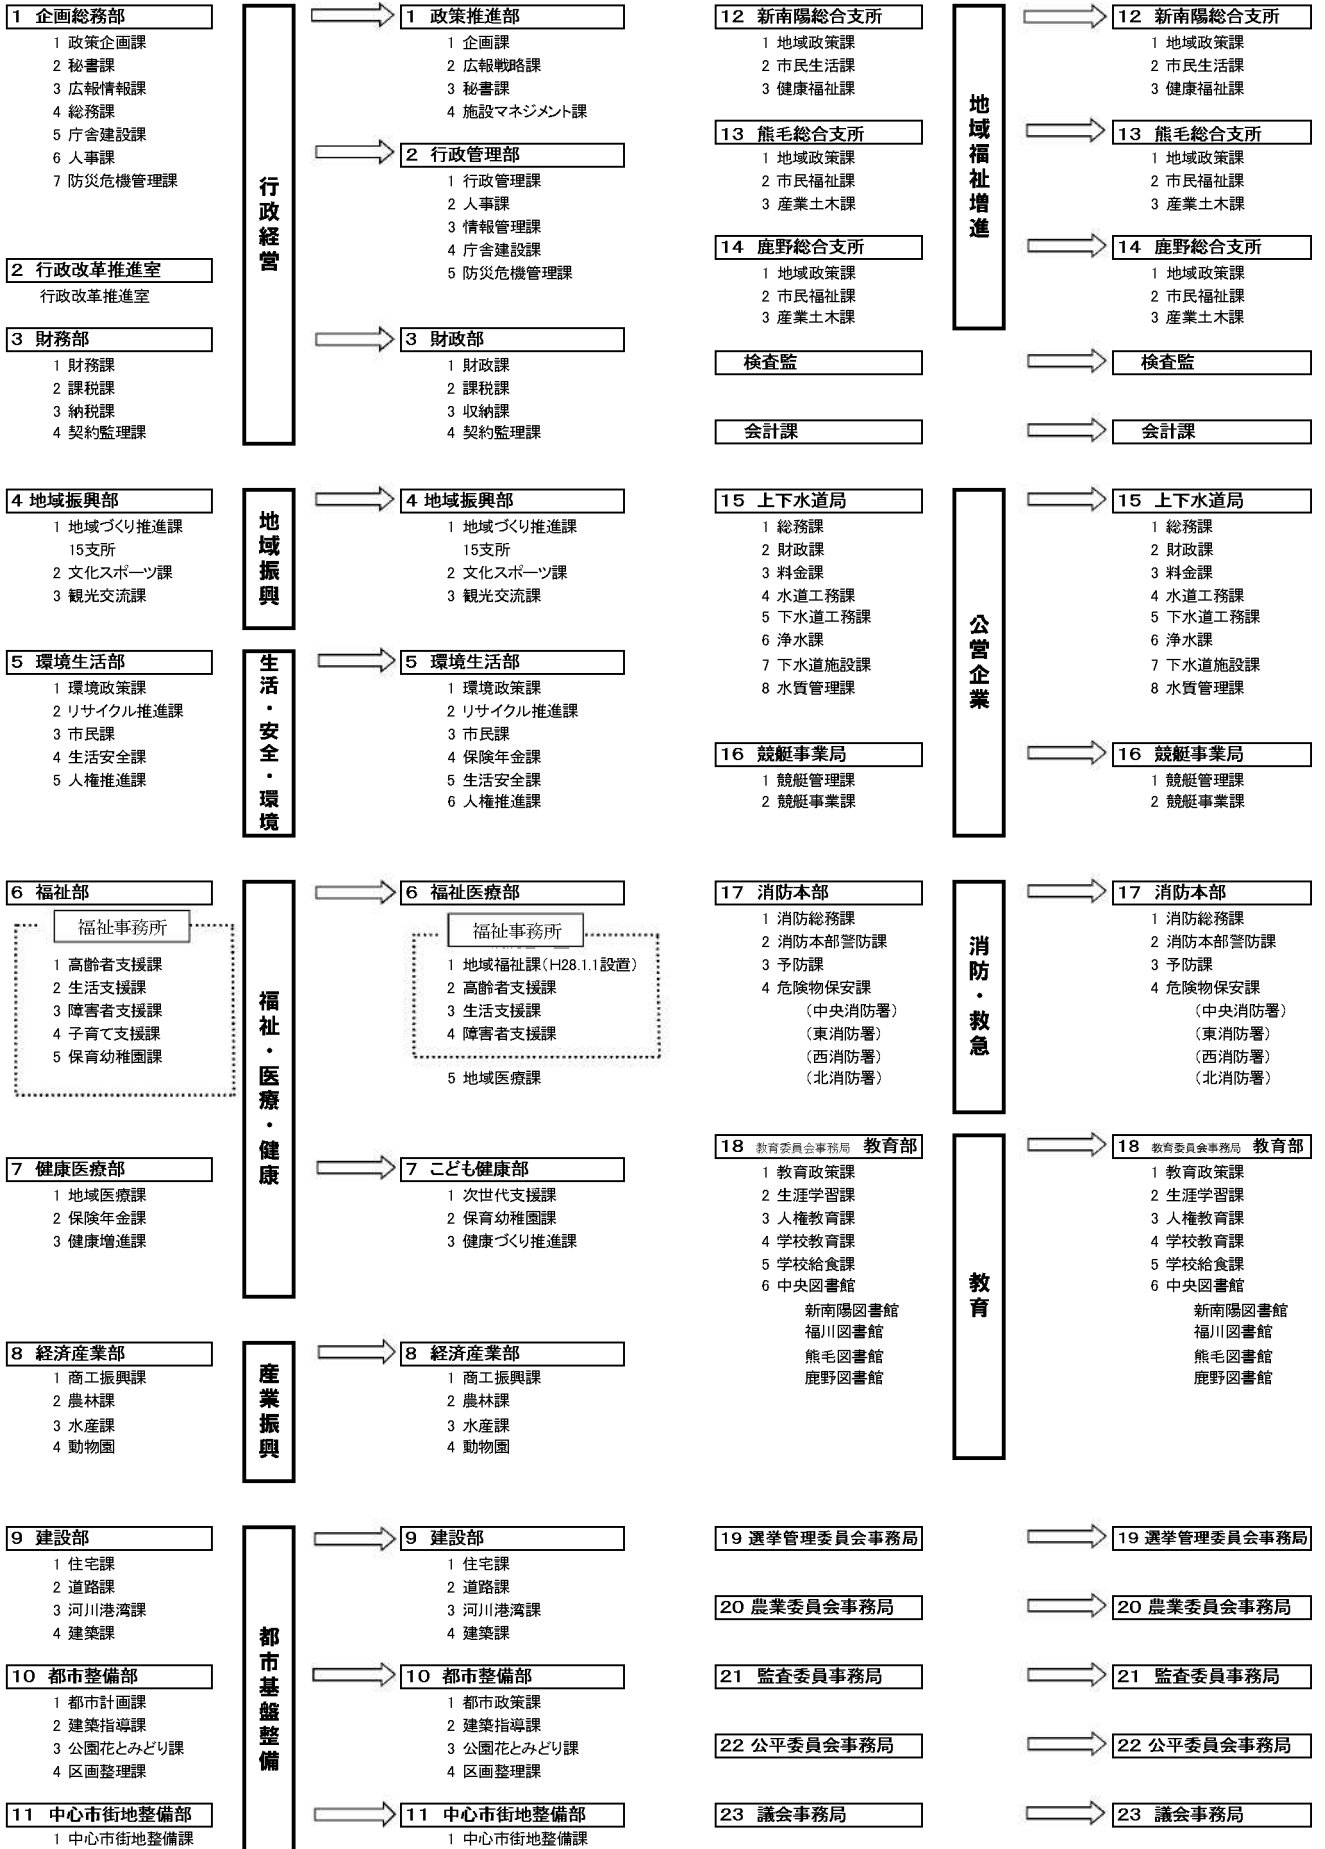 1 企画総務部
1 政策企画課
2 秘書課
3 広報情報課
4 総務課
5 庁舎建設課
6 人事課
7 防災危機管理課
2 行政改革推進室
行政改革推進室
3 財務部
1 財務課
2 課税課
3 納税課
4 契約監理課
行政経営
1 政策推進部
1 企画課
2 広報戦略課
3 秘書課
4 施設マネジメント課
2 行政管理部
1 行政管理課
2 人事課
3 情報管理課
4 庁舎建設課
5 防災危機管理課
3 財政部
1 財政課
2 課税課
3 収納課
4 契約監理課
4 地域振興部
1 地域づくり推進課
15支所
2 文化スポーツ課
3 観光交流課
地域振興
4 地域振興部
1 地域づくり推進課
15支所
2 文化スポーツ課
3 観光交流課
5 環境生活部
1 環境政策課
2 リサイクル推進課
3 市民課
4 生活安全課
5 人権推進課
生活・安全・環境
5 環境生活部
1 環境政策課
2 リサイクル推進課
3 市民課
4 保険年金課
5 生活安全課
6 人権推進課
6 福祉部
福祉事務所
1 高齢者支援課
2 生活支援課
3 障害者支援課
4 子育て支援課
5 保育幼稚園課
7 健康医療部
1 地域医療課
2 保険年金課
3 健康増進課
福祉・医療・健康
6 福祉医療部
福祉事務所
1 地域福祉課(H28.1.1設置)
2 高齢者支援課
3 生活支援課
4 障害者支援課
5 地域医療課
7 こども健康部
1 次世代支援課
2 保育幼稚園課
3 健康づくり推進課
8 経済産業部
1 商工振興課
2 農林課
3 水産課
4 動物園
産業振興
8 経済産業部
1 商工振興課
2 農林課
3 水産課
4 動物園
9 建設部
1 住宅課
2 道路課
3 河川港湾課
4 建築課
10 都市整備部
1 都市計画課
2 建築指導課
3 公園花とみどり課
4 区画整理課
11 中心市街地整備部
1 中心市街地整備課
都市基盤整備
9 建設部
1 住宅課
2 道路課
3 河川港湾課
4 建築課
10 都市整備部
1 都市政策課
2 建築指導課
3 公園花とみどり課
4 区画整理課
11 中心市街地整備部
1 中心市街地整備課
12 新南陽総合支所
1 地域政策課
2 市民生活課
3 健康福祉課
13 熊毛総合支所
1 地域政策課
2 市民福祉課
3 産業土木課
14 鹿野総合支所
1 地域政策課
2 市民福祉課
3 産業土木課
地域福祉増進
12 新南陽総合支所
1 地域政策課
2 市民生活課
3 健康福祉課
13 熊毛総合支所
1 地域政策課
2 市民福祉課
3 産業土木課
14 鹿野総合支所
1 地域政策課
2 市民福祉課
3 産業土木課
検査監
検査監
会計課
会計課
15 上下水道局
1 総務課
2 財政課
3 料金課
4 水道工務課
5 下水道工務課
6 浄水課
7 下水道施設課
8 水質管理課
16 競艇事業局
1 競艇管理課
2 競艇事業課
公営企業
15 上下水道局
1 総務課
2 財政課
3 料金課
4 水道工務課
5 下水道工務課
6 浄水課
7 下水道施設課
8 水質管理課
16 競艇事業局
1 競艇管理課
2 競艇事業課
17 消防本部
1 消防総務課
2 消防本部警防課
3 予防課
4 危険物保安課
(中央消防署)
(東消防署)
(西消防署)
(北消防署)
消防・救急
17 消防本部
1 消防総務課
2 消防本部警防課
3 予防課
4 危険物保安課
(中央消防署)
(東消防署)
(西消防署)
(北消防署)
18 教育委員会事務局 教育部
1 教育政策課
2 生涯学習課
3 人権教育課
4 学校教育課
5 学校給食課
6 中央図書館
新南陽図書館
福川図書館
熊毛図書館
鹿野図書館
教育
18 教育委員会事務局 教育部
1 教育政策課
2 生涯学習課
3 人権教育課
4 学校教育課
5 学校給食課
6 中央図書館
新南陽図書館
福川図書館
熊毛図書館
鹿野図書館
19 選挙管理委員会事務局
19 選挙管理委員会事務局
20 農業委員会事務局
20 農業委員会事務局
21 監査委員事務局
21 監査委員事務局
22 公平委員会事務局
22 公平委員会事務局
23 議会事務局
23 議会事務局